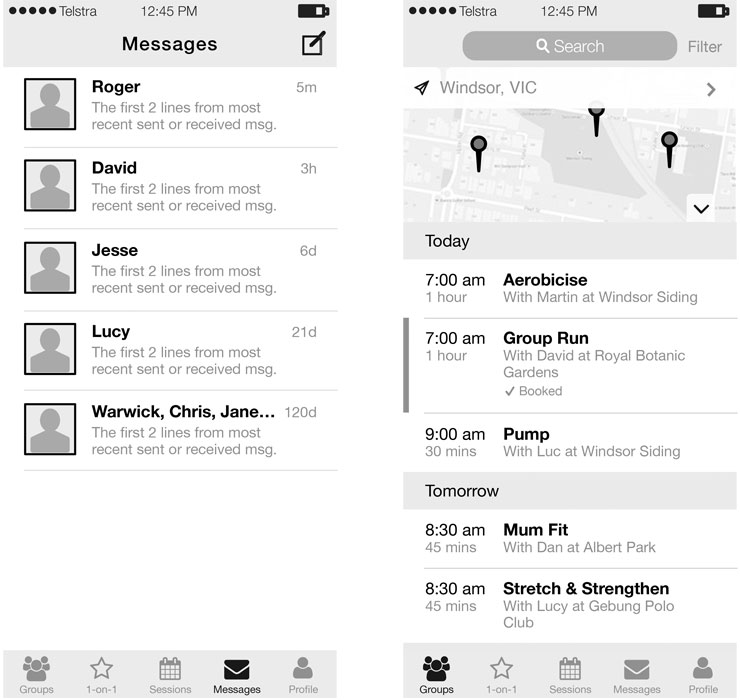 Telstra 12:45 PM
Messages
Roger 5m
The first 2 lines from most
recent sent or received msg.
David 3h
The first 2 lines from most
recent sent or received msg.
Jesse 6d
The first 2 lines from most
recent sent or received msg.
Lucy 21d
The first 2 lines from most
recent sent or received msg.
Warwick, Chris, Jane... 120d
The first 2 lines from most
recent sent or received msg.
Groups 1-on-1 Sessions Messages Profile
Telstra 12:45 PM
Search Filter
Windsor, VIC
Today
7:00 am Aerobicise
1 hour With Martin at Windsor Siding
7:00 am Group Run
1 hour With David at Royal Botanic
Gardens
✓ Booked
9:00 am Pump
30 mins With Luc at Windsor Siding
Tomorrow
8:30 am Mum Fit
45 mins With Dan at Albert Park
8:30 am Stretch & Strengthen
45 mins With Lucy at Gebung Polo
Club
Groups 1-on-1 Sessions Messages Profile